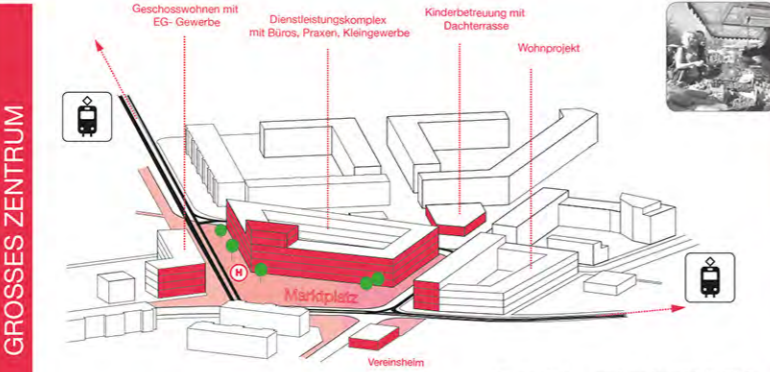 GROSSES ZENTRUM
Geschosswohnen mit
EG- Gewerbe
Dienstleistungskomplex
mit Büros, Praxen, Kleingewerbe
Kinderbetreuung mit
Dachterrasse
Wohnprojekt
H
Marktplatz
Vereinsheim